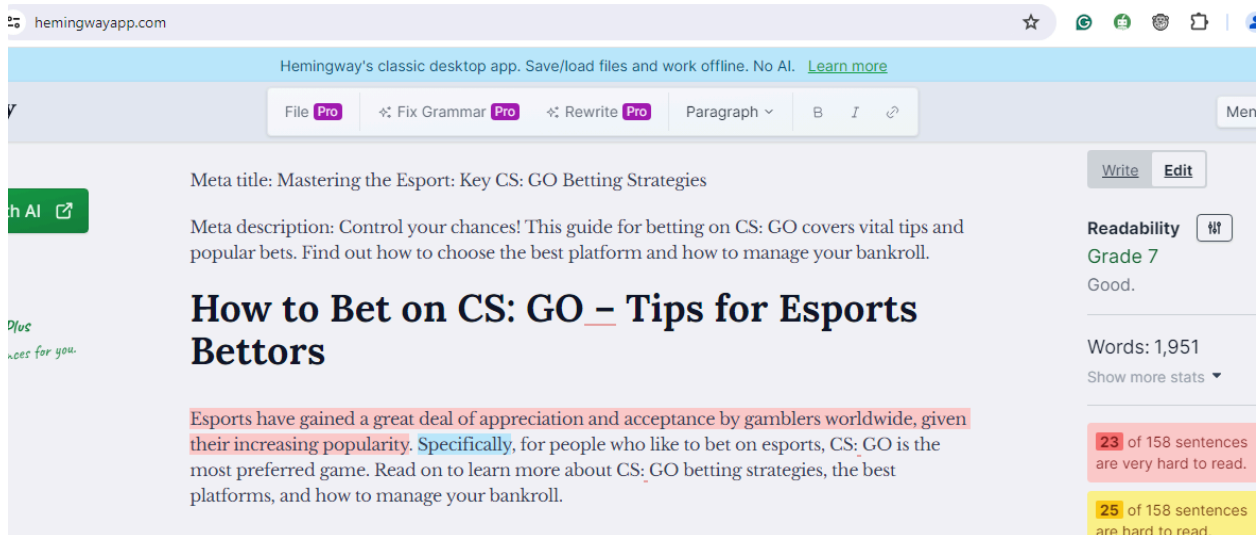 hemingwayapp.com
Hemingway's classic desktop app. Save/load files and work offline. No AI. Learn more
File Pro Fix Grammar Pro Rewrite Pro Paragraph B I
Write Edit
AI
Meta title: Mastering the Esport: Key CS: GO Betting Strategies
Meta description: Control your chances! This guide for betting on CS: GO covers vital tips and
popular bets. Find out how to choose the best platform and how to manage your bankroll.
How to Bet on CS: GO – Tips for Esports
Bettors
Plus
for you.
Esports have gained a great deal of appreciation and acceptance by gamblers worldwide, given
their increasing popularity. Specifically, for people who like to bet on esports, CS: GO is the
most preferred game. Read on to learn more about CS: GO betting strategies, the best
platforms, and how to manage your bankroll.
Readability
Grade 7
Good.
Words: 1,951
Show more stats
23 of 158 sentences
are very hard to read.
25 of 158 sentences
are hard to read